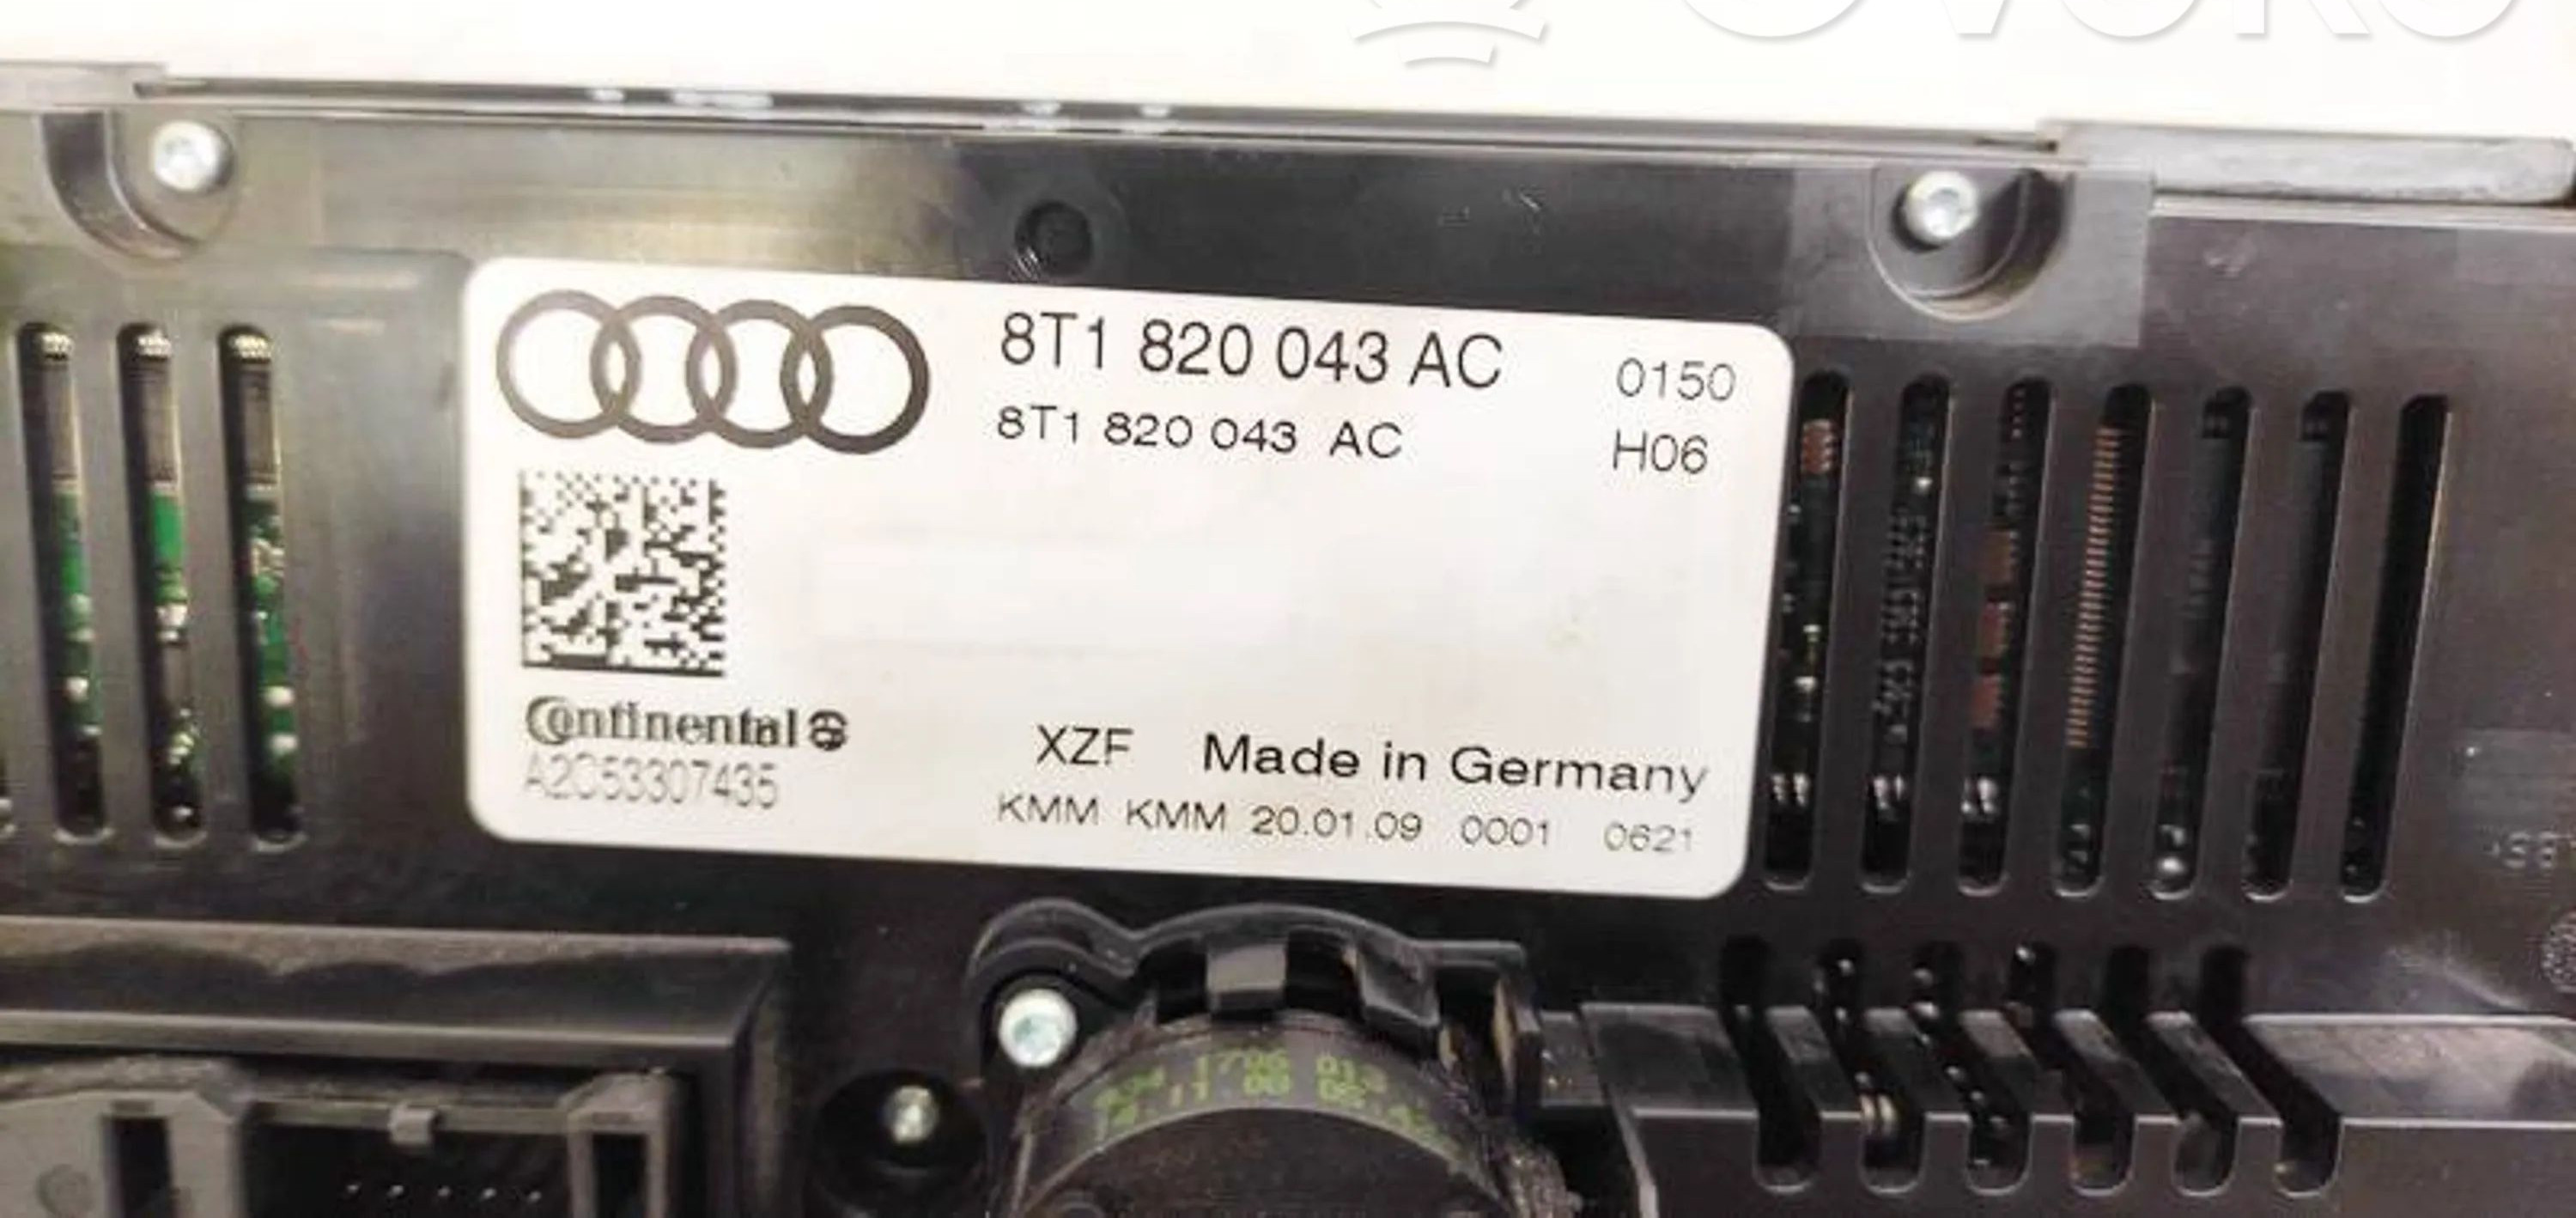 8T1 820 043 AC
0150
8T1 820 043 AC
H06
Continental
A2C53307435
XZF Made in Germany
KMM KMM 20.01.09 0001 0621